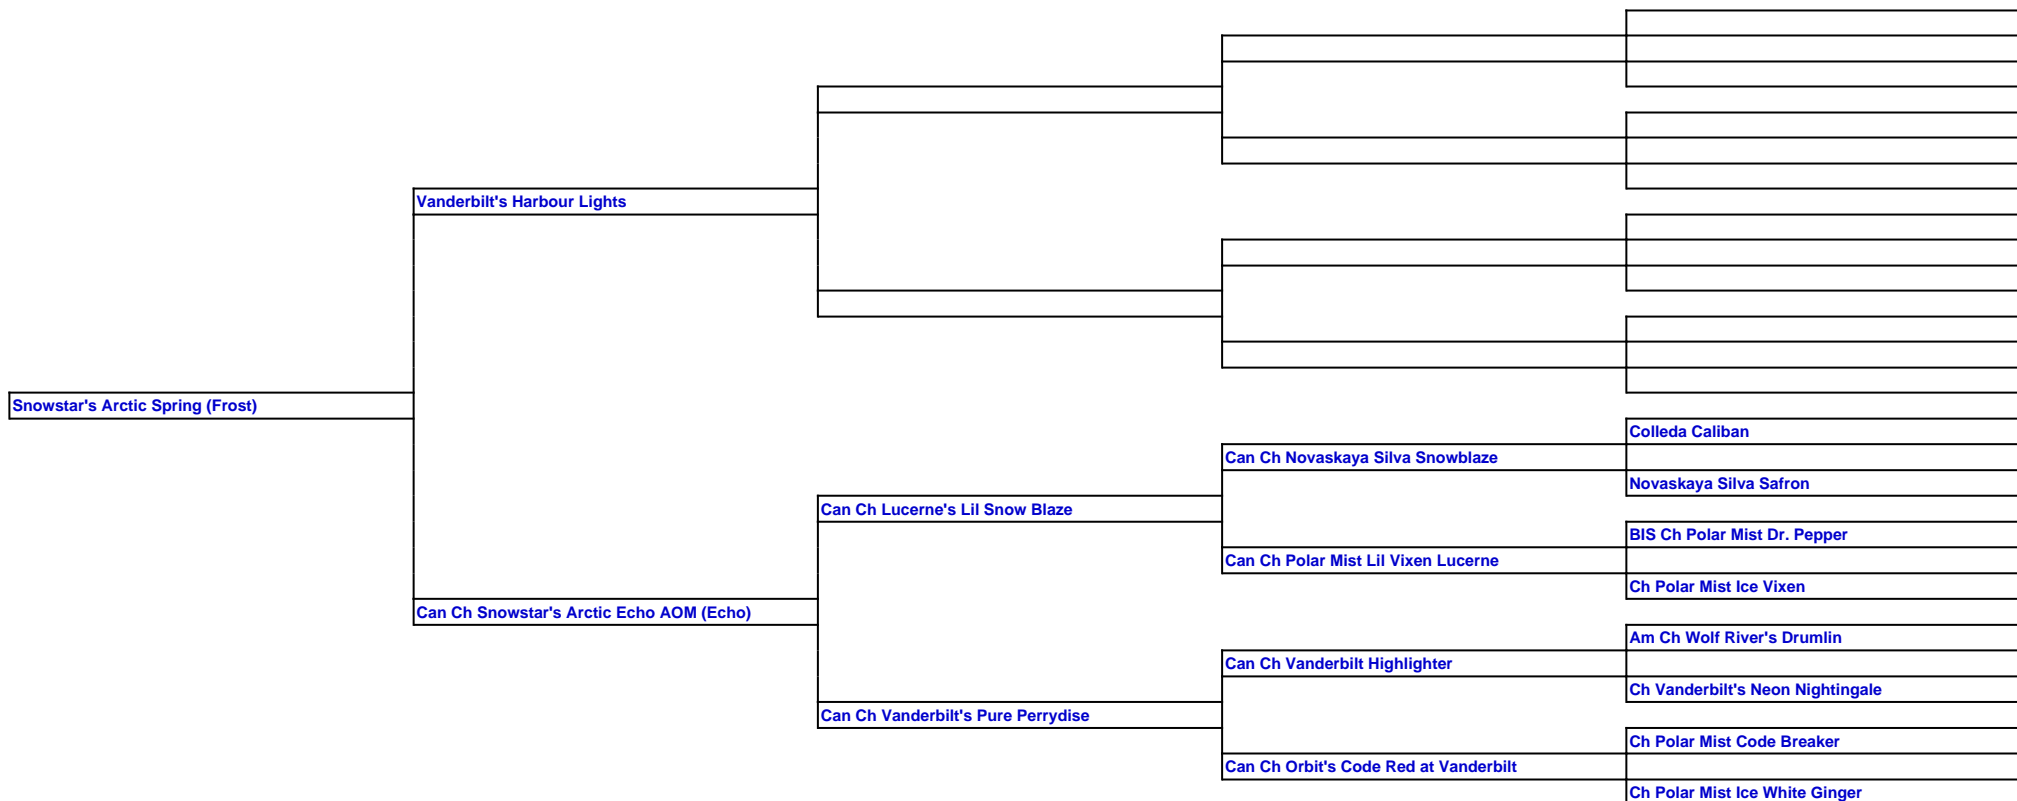 Vanderbilt's Harbour Lights
Snowstar's Arctic Spring (Frost)
Colleda Caliban
Can Ch Novaskaya Silva Snowblaze
Novaskaya Silva Safron
Can Ch Lucerne's Lil Snow Blaze
BIS Ch Polar Mist Dr. Pepper
Can Ch Polar Mist Lil Vixen Lucerne
Ch Polar Mist Ice Vixen
Can Ch Snowstar's Arctic Echo AOM (Echo)
Am Ch Wolf River's Drumlin
Can Ch Vanderbilt Highlighter
Ch Vanderbilt's Neon Nightingale
Can Ch Vanderbilt's Pure Perrydise
Ch Polar Mist Code Breaker
Can Ch Orbit's Code Red at Vanderbilt
Ch Polar Mist Ice White Ginger